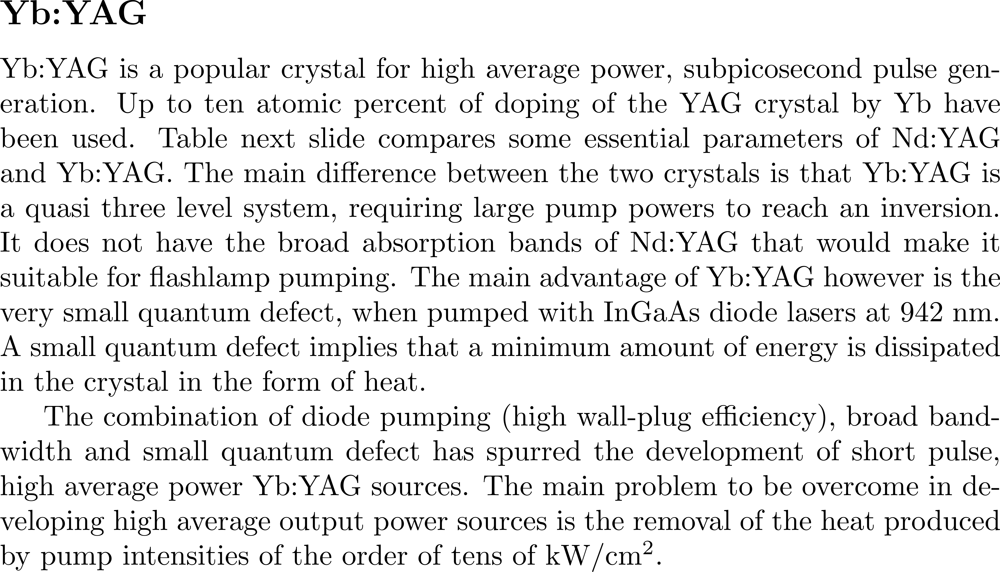 Yb:YAG
Yb:YAG is a popular crystal for high average power, subpicosecond pulse gen-
eration. Up to ten atomic percent of doping of the YAG crystal by Yb have
been used. Table next slide compares some essential parameters of Nd:YAG
and Yb:YAG. The main difference between the two crystals is that Yb:YAG is
a quasi three level system, requiring large pump powers to reach an inversion.
It does not have the broad absorption bands of Nd:YAG that would make it
suitable for flashlamp pumping. The main advantage of Yb:YAG however is the
very small quantum defect, when pumped with InGaAs diode lasers at 942 nm.
A small quantum defect implies that a minimum amount of energy is dissipated
in the crystal in the form of heat.
The combination of diode pumping (high wall-plug efficiency), broad band-
width and small quantum defect has spurred the development of short pulse,
high average power Yb:YAG sources. The main problem to be overcome in de-
veloping high average output power sources is the removal of the heat produced
by pump intensities of the order of tens of kW/cm².